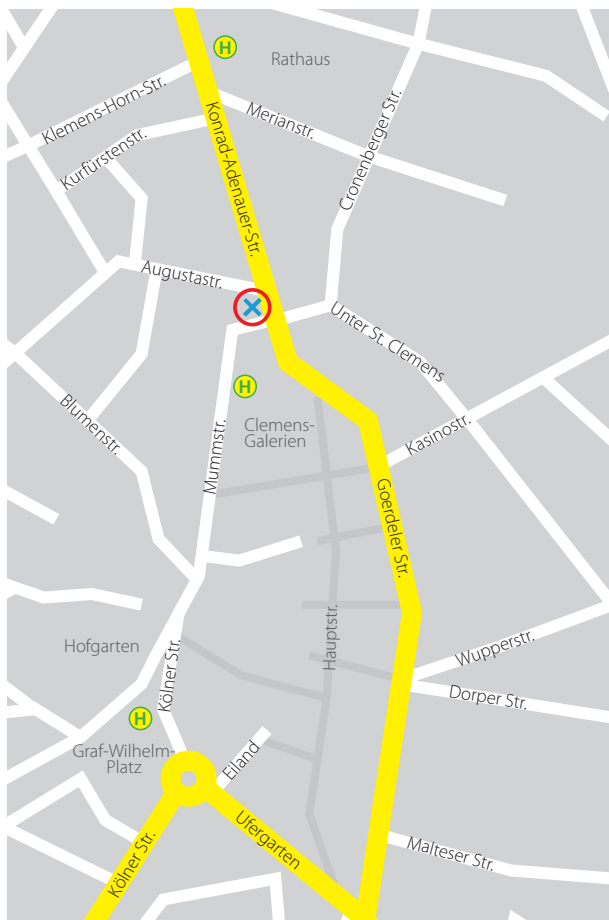 H
Rathaus
Klemens-Horn-Str.
Konrad-Adenauer-Str.
Merianstr.
Cronenberger Str.
Kurfürstenstr.
Augustastr.
Unter St. Clemens
H
Clemens-
Galerien
Blumenstr.
Mummstr.
Kasinostr.
Goerdeler Str.
Hauptstr.
Hofgarten
Kölner Str.
Wupperstr.
Dorper Str.
H
Graf-Wilhelm-
Platz
Eiland
Ufergarten
Kölner Str.
Malteser Str.